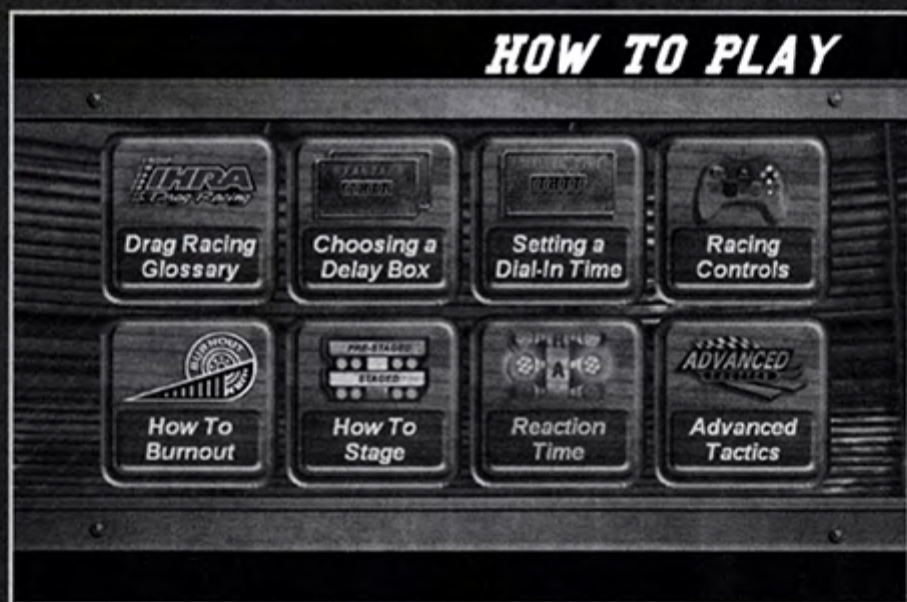 HOW TO PLAY
IHRA
Drag Racing
Drag Racing
Glossary
Choosing a
Delay Box
Setting a
Dial-In Time
Racing
Controls
BURNOUT
How To
Burnout
PRE-STAGED
STAGED
How To
Stage
A
Reaction
Time
ADVANCED
Advanced
Tactics